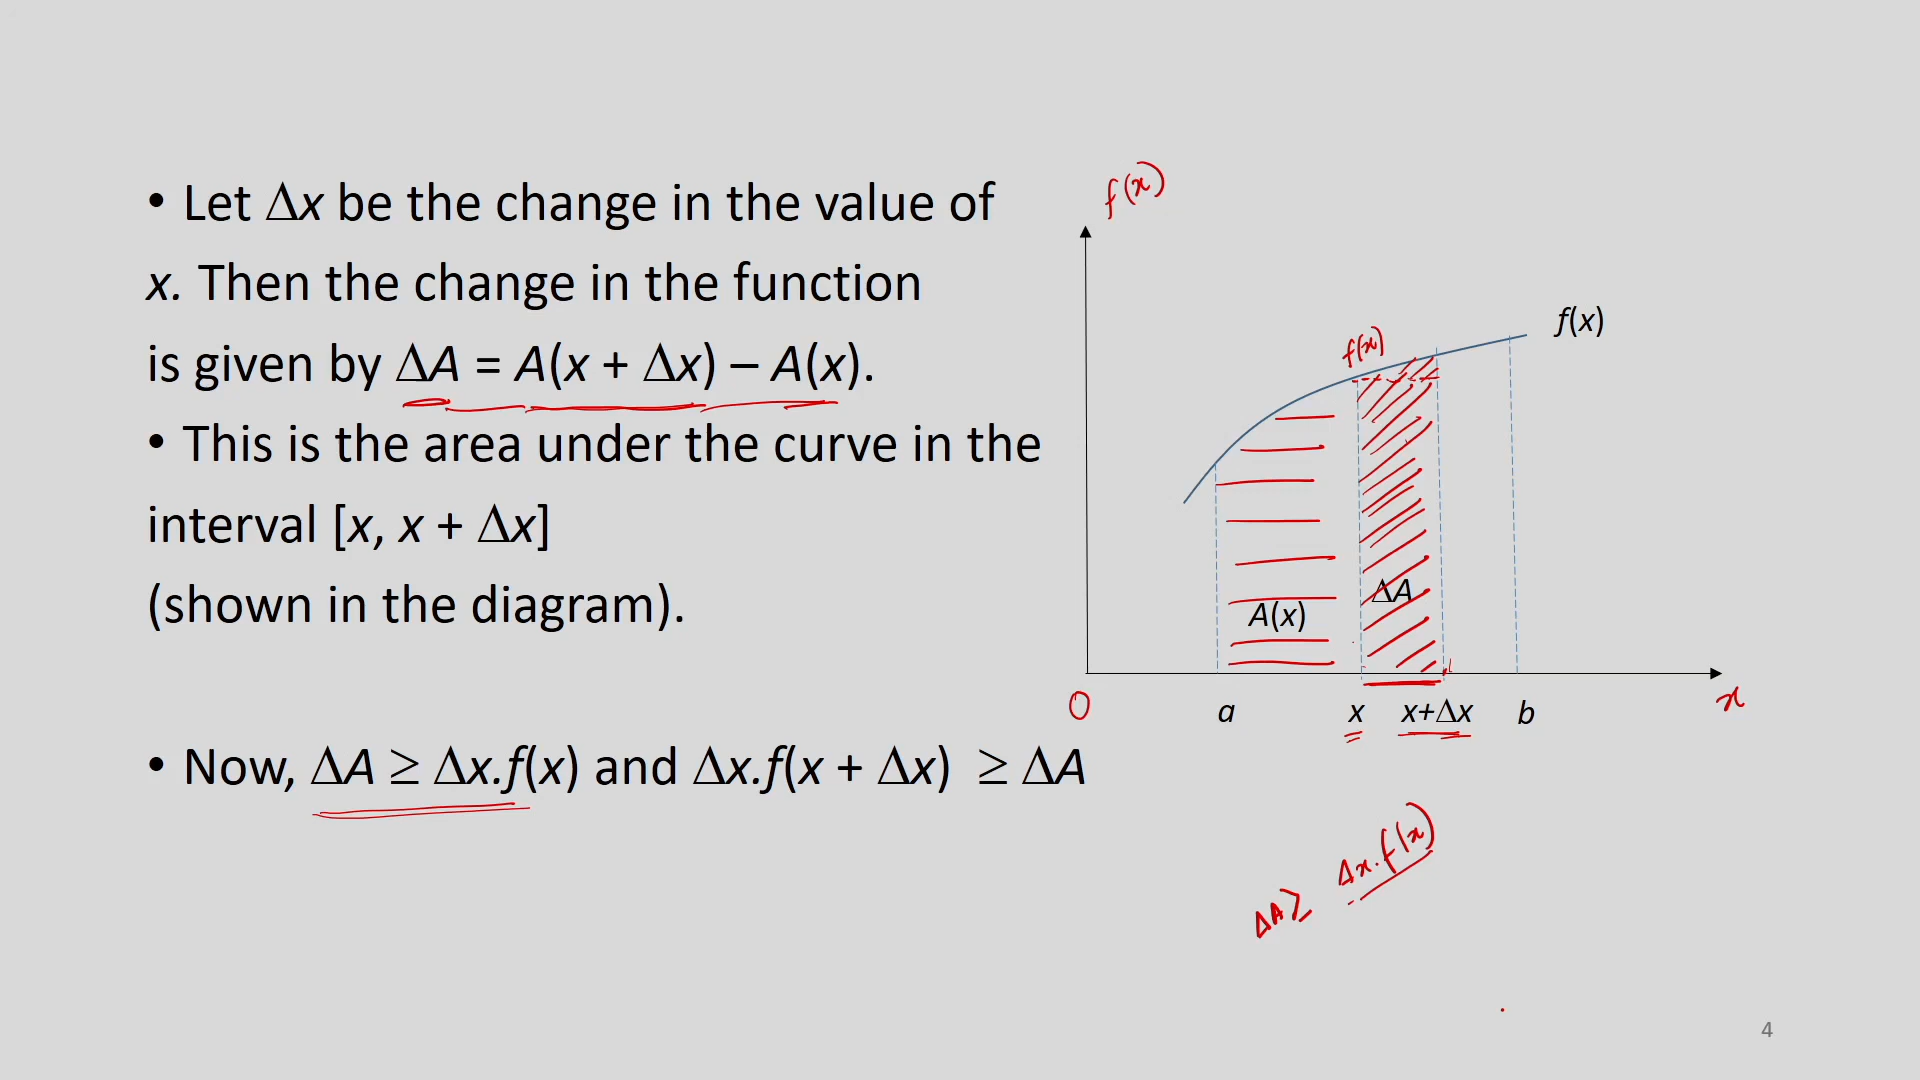 • Let Δx be the change in the value of
x. Then the change in the function
is given by ΔA = A(x + Δx) – A(x).
• This is the area under the curve in the
interval [x, x + Δx]
(shown in the diagram).
• Now, ΔA ≥ Δx.f(x) and Δx.f(x + Δx) ≥ ΔA
f(x)
f(x)
f(x)
ΔA
A(x)
0
a
x
x+Δx
b
x
ΔA ≥ Δx.f(x)
4